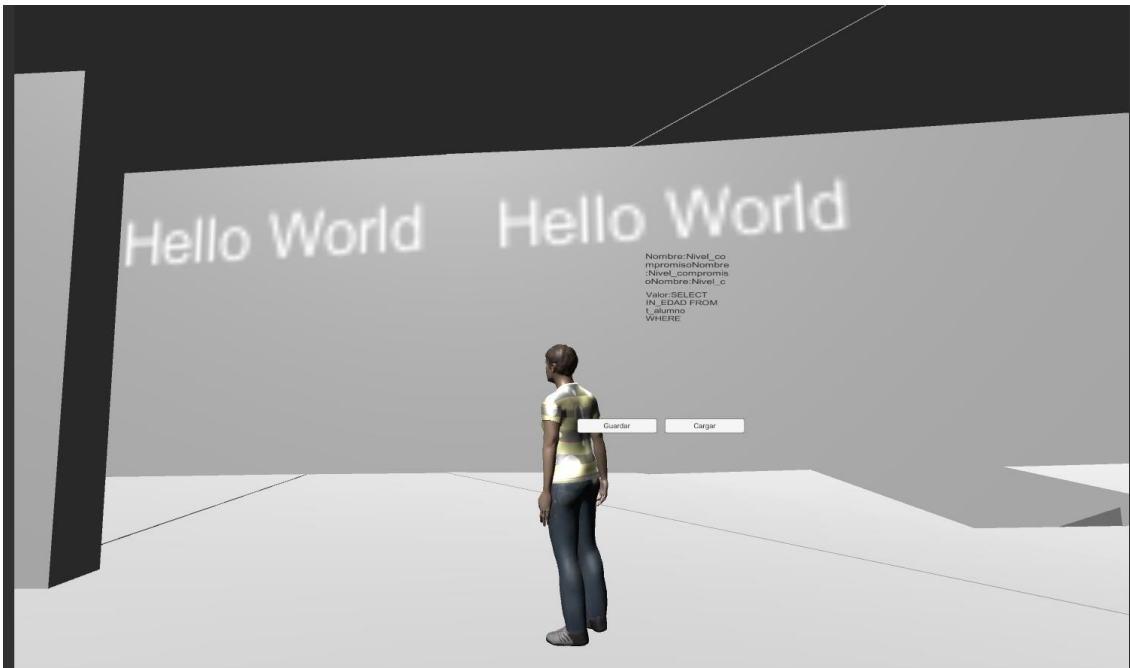 Hello World
Hello World
Nombre:Nivel_co
mpromisoNombre
:Nivel_compromis
oNombre:Nivel_c
Valor:SELECT
IN_EDAD FROM
t_alumno
WHERE
Guardar
Cargar